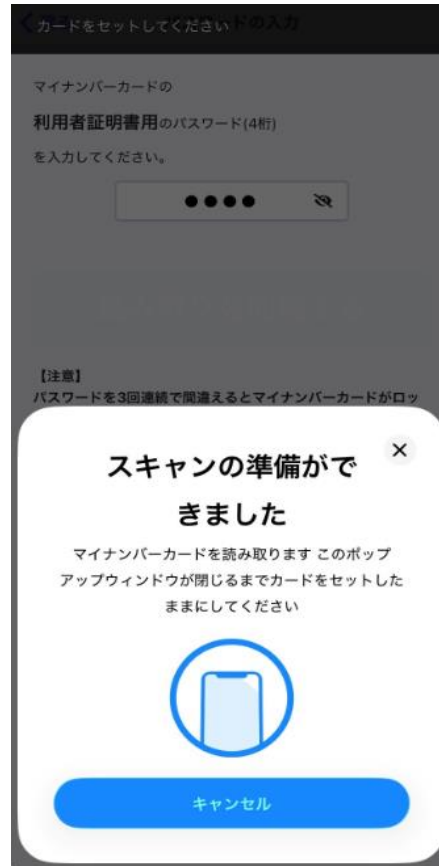 カードをセットしてください
の入力
マイナンバーカードの
利用者証明書用のパスワード(4桁)
を入力してください。
【注意】
パスワードを3回連続で間違えるとマイナンバーカードがロッ
スキャンの準備がで
きました
マイナンバーカードを読み取ります このポップ
アップウィンドウが閉じるまでカードをセットした
ままにしてください
キャンセル